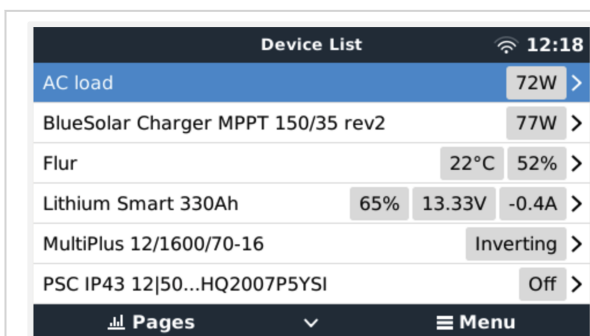 Device List 12:18
AC load 72W
BlueSolar Charger MPPT 150/35 rev2 77W
Flur 22°C 52%
Lithium Smart 330Ah 65% 13.33V -0.4A
MultiPlus 12/1600/70-16 Inverting
PSC IP43 12|50...HQ2007P5YSI Off
Pages Menu